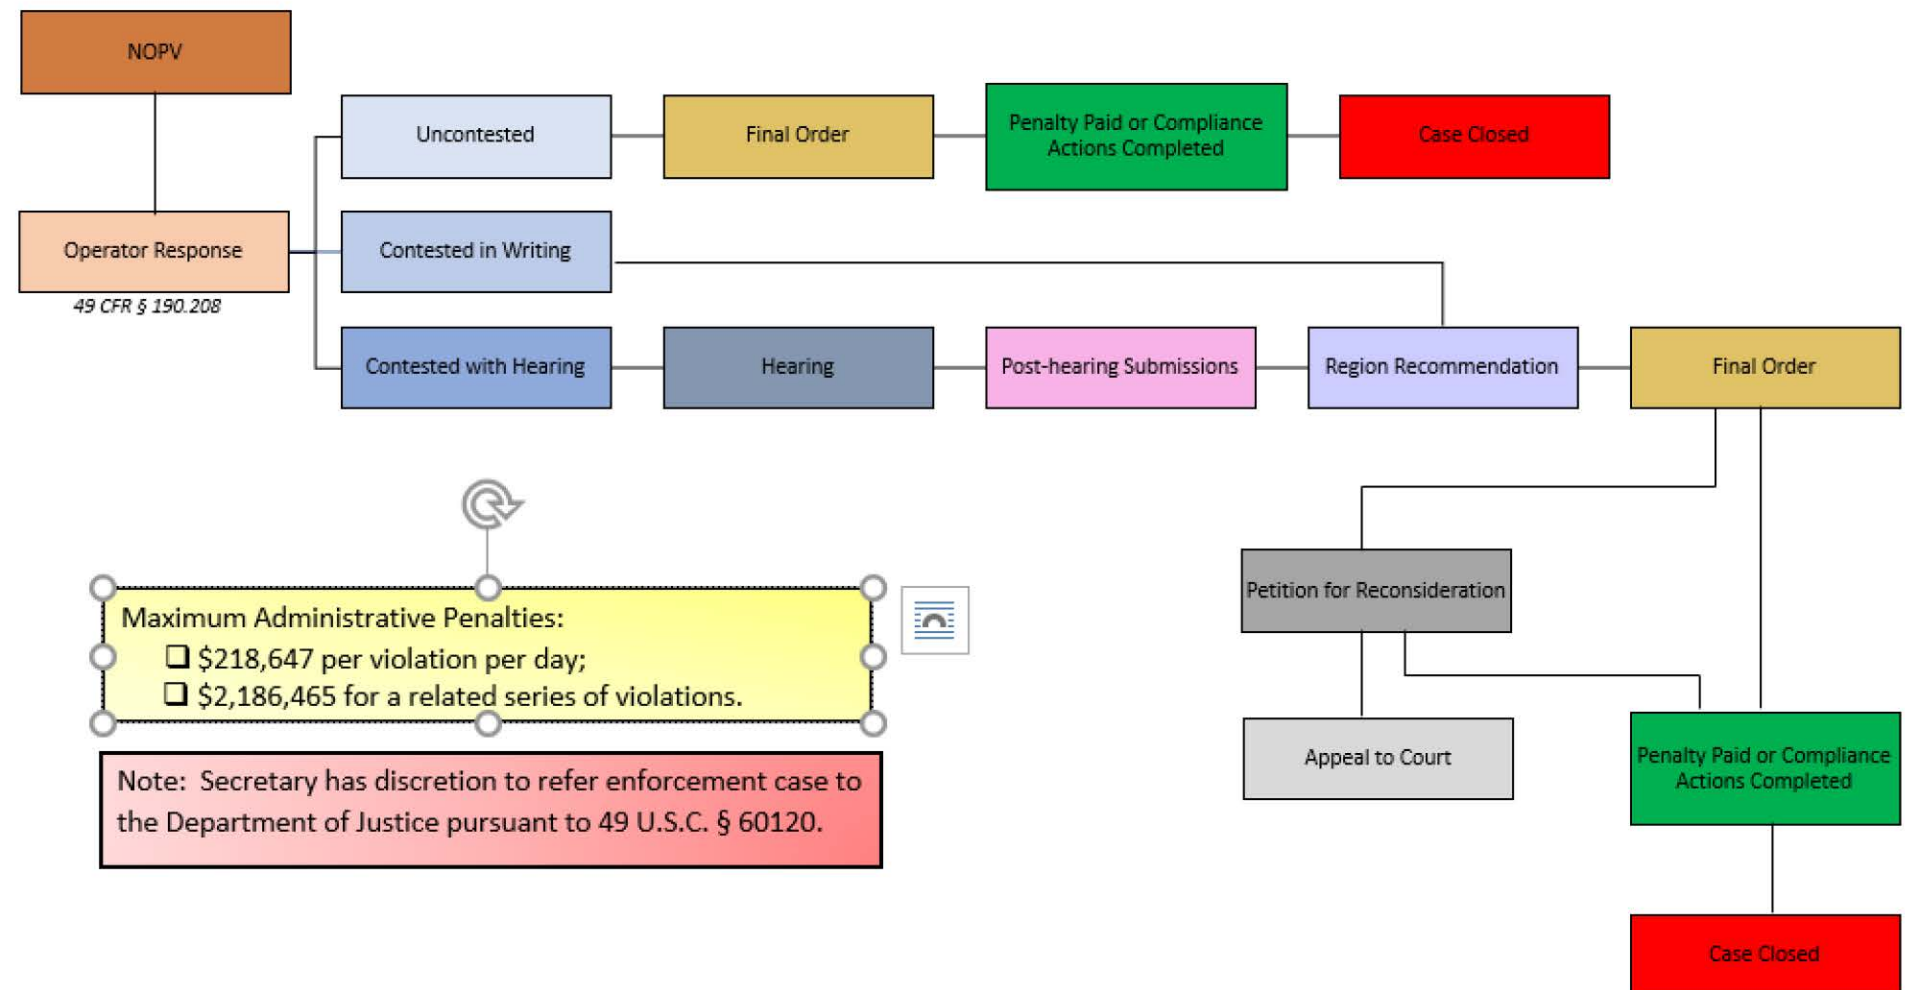 NOPV
Uncontested
Final Order
Penalty Paid or Compliance
Actions Completed
Case Closed
Operator Response
49 CFR § 190.208
Contested in Writing
Contested with Hearing
Hearing
Post-hearing Submissions
Region Recommendation
Final Order
Maximum Administrative Penalties:
❑ $218,647 per violation per day;
❑ $2,186,465 for a related series of violations.
Note: Secretary has discretion to refer enforcement case to
the Department of Justice pursuant to 49 U.S.C. § 60120.
Petition for Reconsideration
Appeal to Court
Penalty Paid or Compliance
Actions Completed
Case Closed